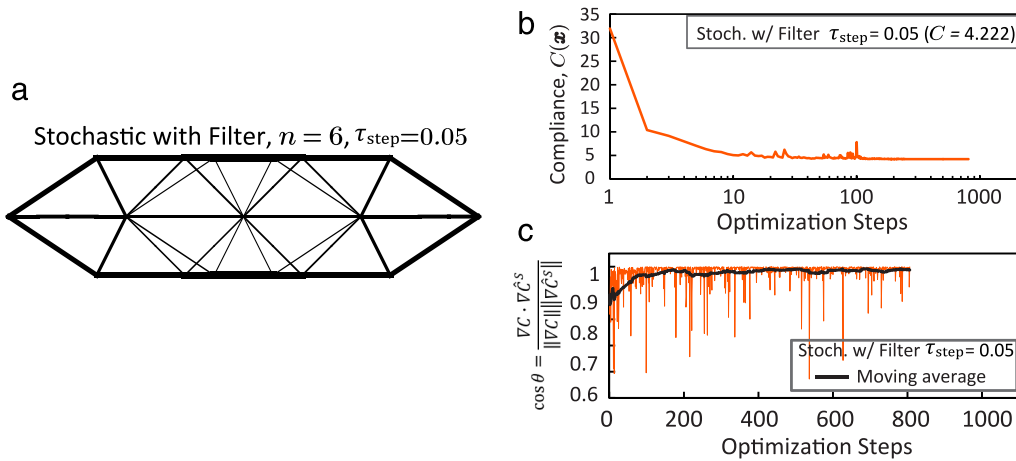 a
Stochastic with Filter, n = 6, τstep=0.05
b
Compliance, C(x)
35
30
25
20
15
10
5
0
Stoch. w/ Filter τstep = 0.05 (C = 4.222)
1 10 100 1000
Optimization Steps
c
cos θ = ∇C · ∇Ĉ^S / ‖∇C‖‖∇Ĉ^S‖
1
0.9
0.8
0.7
0.6
Stoch. w/ Filter τstep = 0.05
Moving average
0 200 400 600 800 1000
Optimization Steps